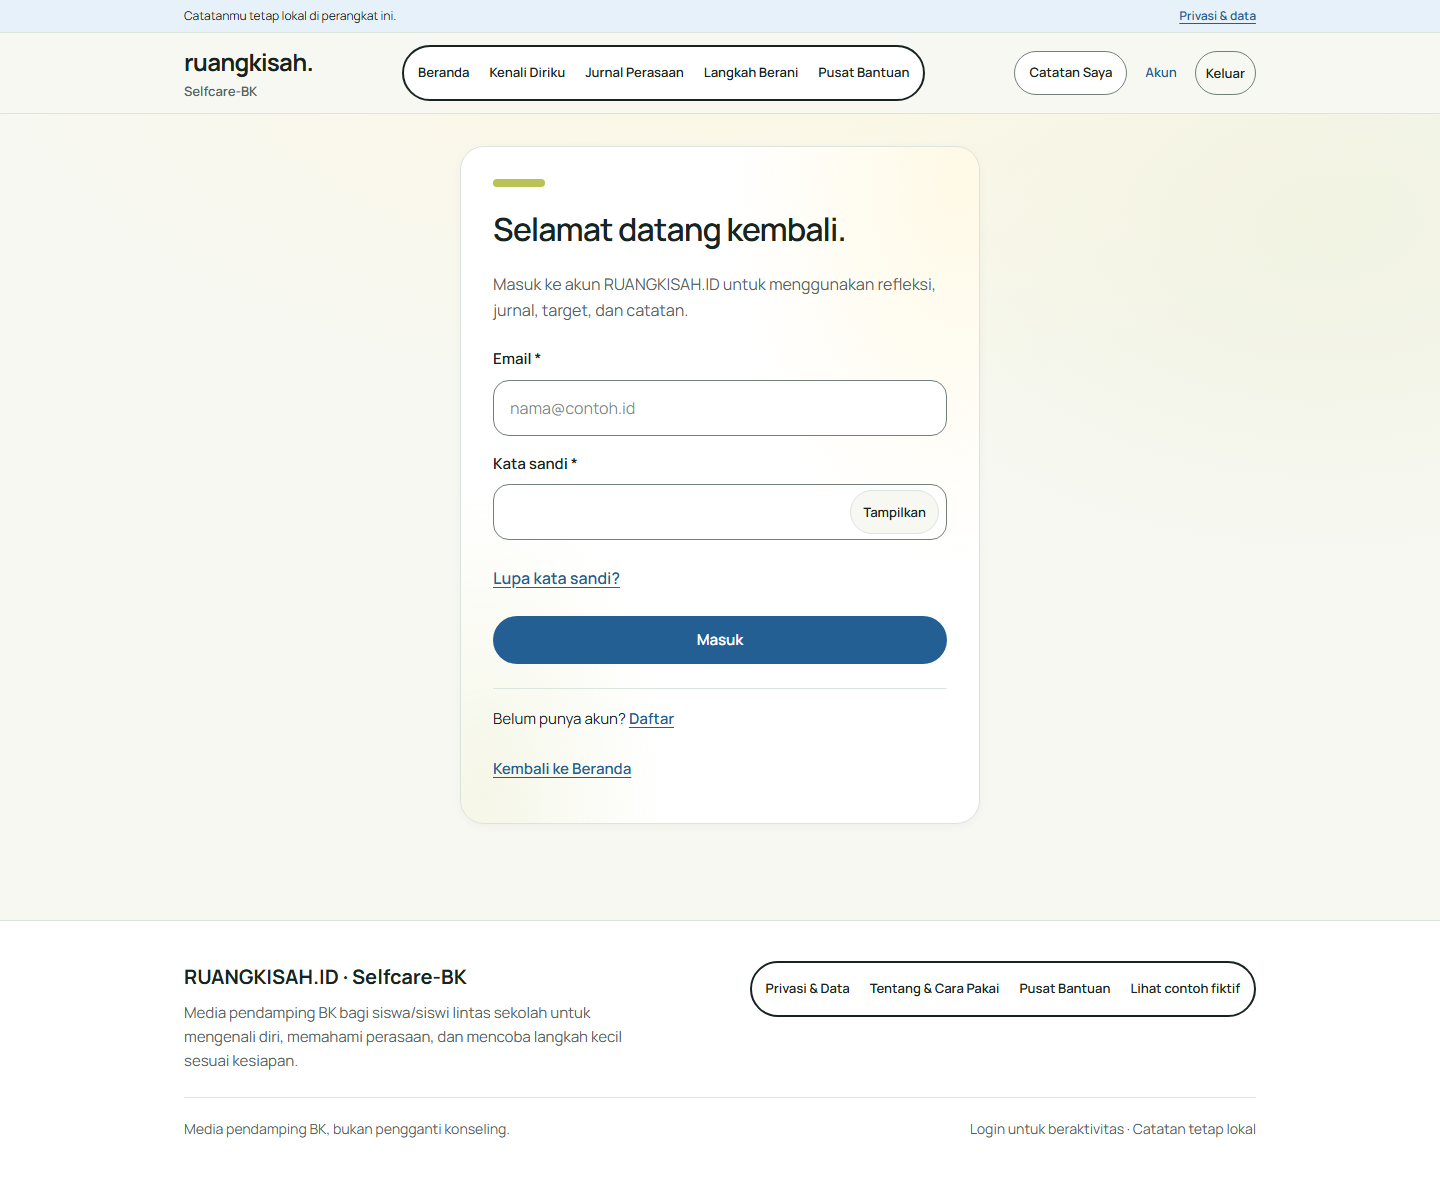 Catatanmu tetap lokal di perangkat ini.
Privasi & data
ruangkisah.
Selfcare-BK
Beranda
Kenali Diriku
Jurnal Perasaan
Langkah Berani
Pusat Bantuan
Catatan Saya
Akun
Keluar
Selamat datang kembali.
Masuk ke akun RUANGKISAH.ID untuk menggunakan refleksi,
jurnal, target, dan catatan.
Email *
nama@contoh.id
Kata sandi *
Tampilkan
Lupa kata sandi?
Masuk
Belum punya akun? Daftar
Kembali ke Beranda
RUANGKISAH.ID · Selfcare-BK
Media pendamping BK bagi siswa/siswi lintas sekolah untuk
mengenali diri, memahami perasaan, dan mencoba langkah kecil
sesuai kesiapan.
Privasi & Data
Tentang & Cara Pakai
Pusat Bantuan
Lihat contoh fiktif
Media pendamping BK, bukan pengganti konseling.
Login untuk beraktivitas · Catatan tetap lokal